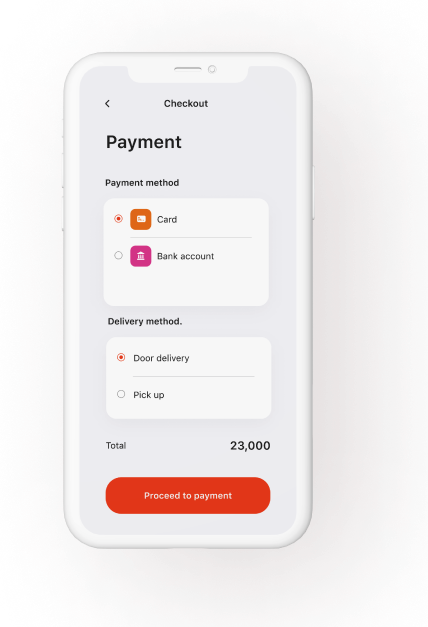 Checkout
Payment
Payment method
Card
Bank account
Delivery method.
Door delivery
Pick up
Total 23,000
Proceed to payment